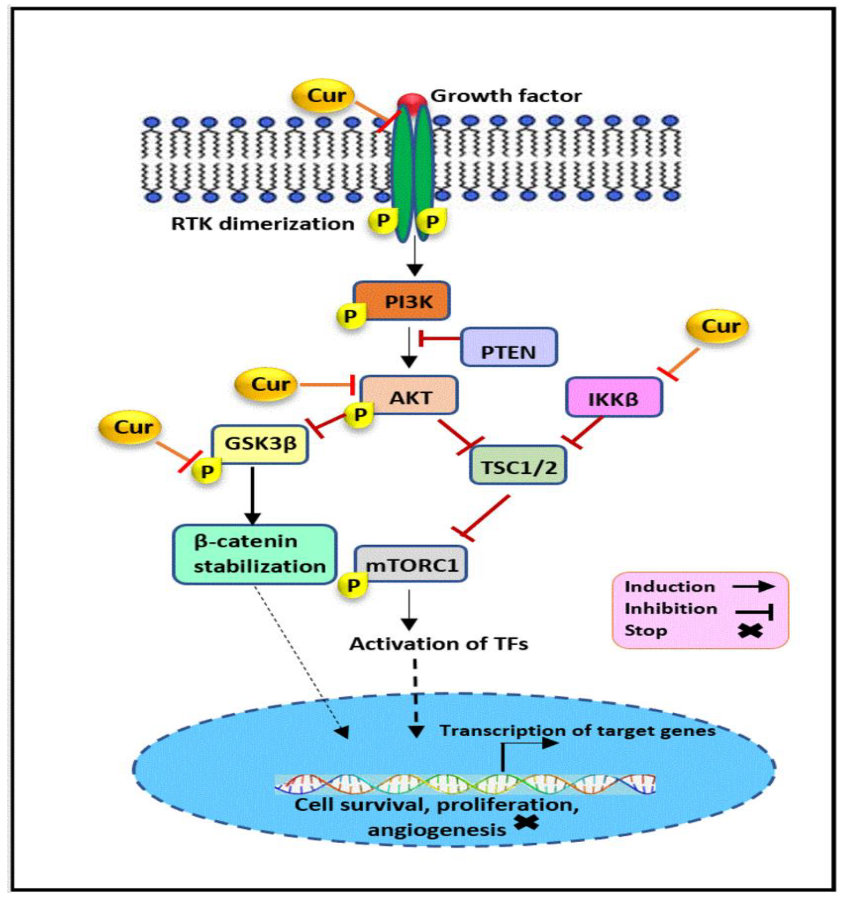 Cur
Growth factor
RTK dimerization
P
P
PI3K
P
PTEN
Cur
Cur
AKT
P
IKKβ
Cur
GSK3β
P
TSC1/2
β-catenin
stabilization
mTORC1
P
Induction
Inhibition
Stop
Activation of TFs
Transcription of target genes
Cell survival, proliferation,
angiogenesis